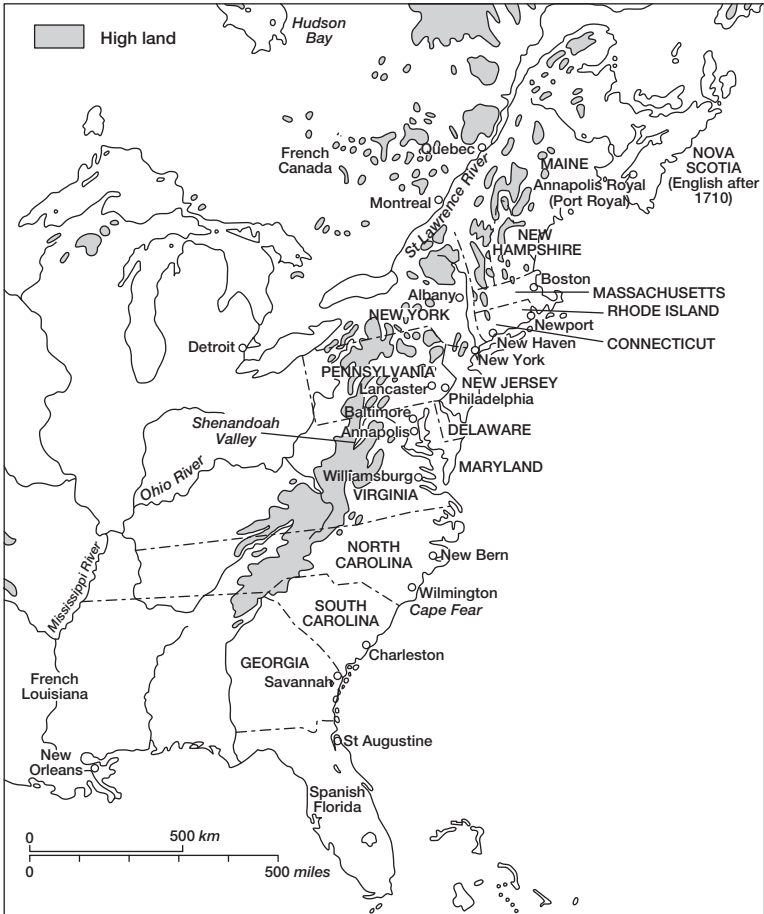 Hudson
Bay
High land
French
Canada
Quebec
Montreal
St Lawrence River
MAINE
Annapolis Royal
(Port Royal)
NOVA
SCOTIA
(English after
1710)
NEW
HAMPSHIRE
Boston
Albany
MASSACHUSETTS
RHODE ISLAND
NEW YORK
Newport
New Haven
CONNECTICUT
New York
Detroit
PENNSYLVANIA
Lancaster
NEW JERSEY
Philadelphia
Baltimore
Shenandoah
Valley
Annapolis
DELAWARE
MARYLAND
Ohio River
Williamsburg
VIRGINIA
Mississippi River
NORTH
CAROLINA
New Bern
Wilmington
Cape Fear
SOUTH
CAROLINA
Charleston
GEORGIA
Savannah
French
Louisiana
St Augustine
New
Orleans
Spanish
Florida
0
500 km
0
500 miles